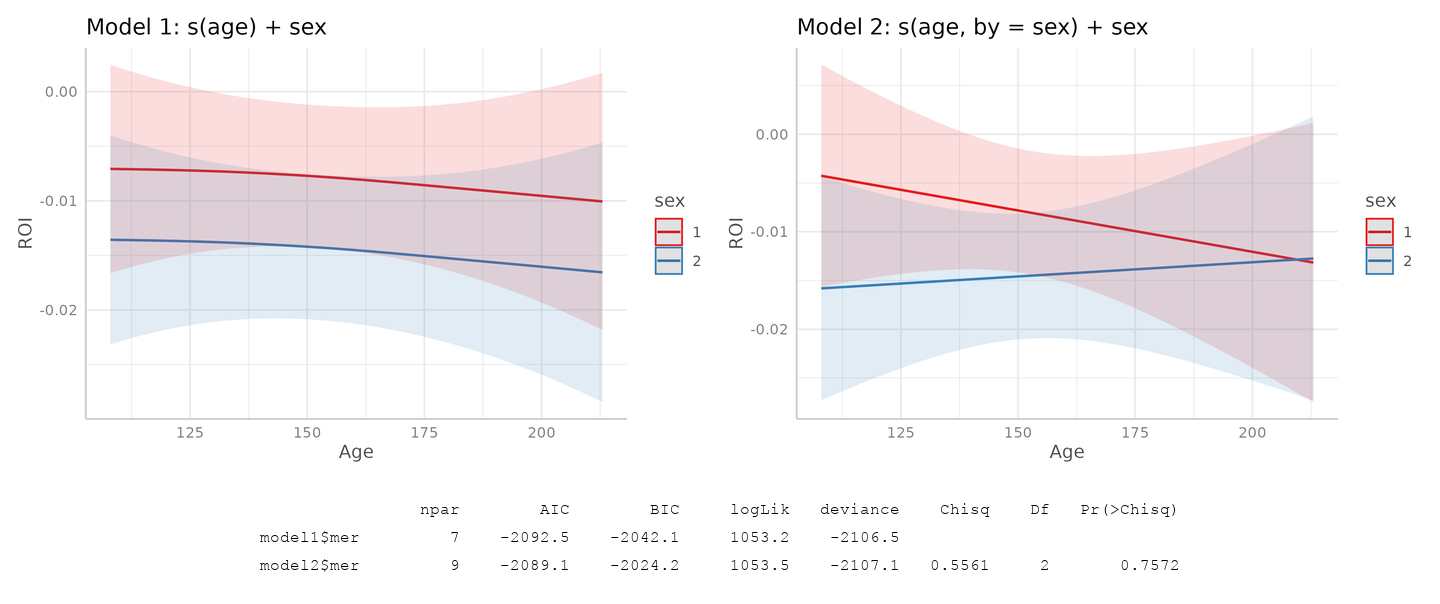 Model 1: s(age) + sex
0.00
-0.01
-0.02
ROI
125 150 175 200
Age
sex
1
2
Model 2: s(age, by = sex) + sex
0.00
-0.01
-0.02
ROI
125 150 175 200
Age
sex
1
2
npar AIC BIC logLik deviance Chisq Df Pr(>Chisq)
model1$mer 7 -2092.5 -2042.1 1053.2 -2106.5
model2$mer 9 -2089.1 -2024.2 1053.5 -2107.1 0.5561 2 0.7572